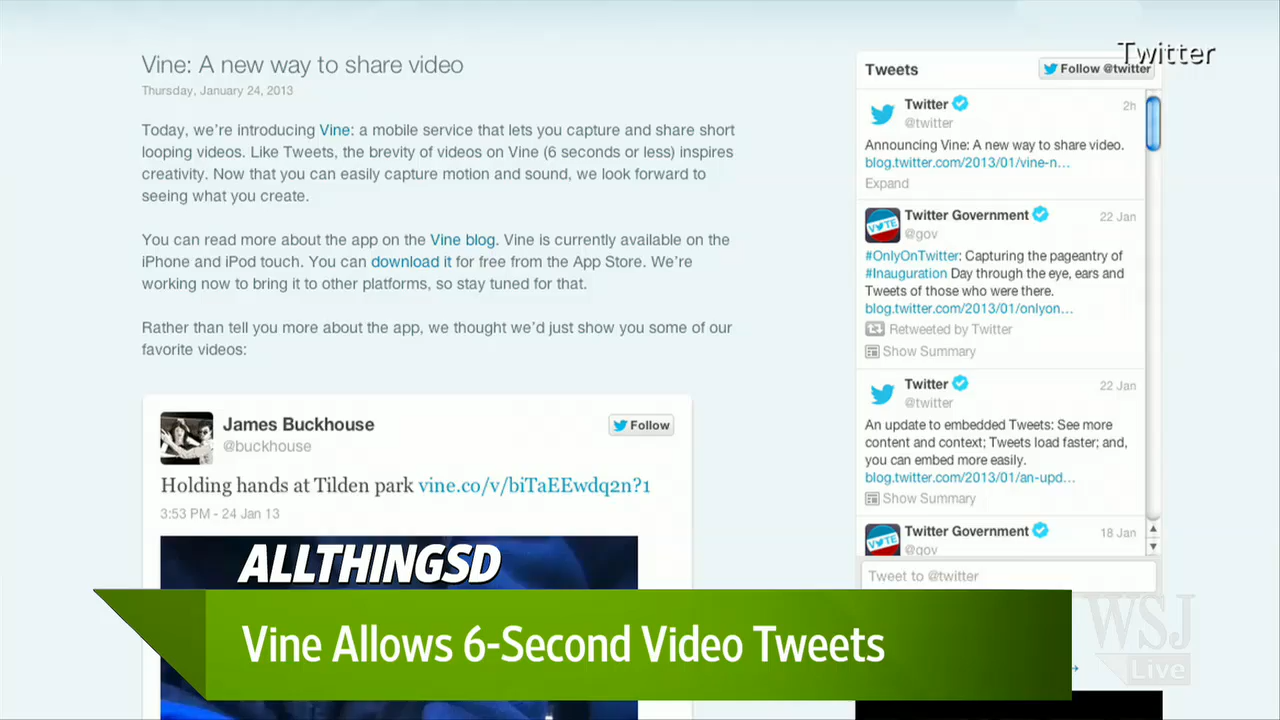 Vine: A new way to share video
Thursday, January 24, 2013
Today, we're introducing Vine: a mobile service that lets you capture and share short
looping videos. Like Tweets, the brevity of videos on Vine (6 seconds or less) inspires
creativity. Now that you can easily capture motion and sound, we look forward to
seeing what you create.
You can read more about the app on the Vine blog. Vine is currently available on the
iPhone and iPod touch. You can download it for free from the App Store. We're
working now to bring it to other platforms, so stay tuned for that.
Rather than tell you more about the app, we thought we'd just show you some of our
favorite videos:
James Buckhouse
@buckhouse
Follow
Holding hands at Tilden park vine.co/v/biTaEEwdq2n?1
3:53 PM - 24 Jan 13
Twitter
Tweets
Follow @twitter
Twitter
2h
@twitter
Announcing Vine: A new way to share video.
blog.twitter.com/2013/01/vine-n…
Expand
VOTE
Twitter Government
22 Jan
@gov
#OnlyOnTwitter: Capturing the pageantry of
#Inauguration Day through the eye, ears and
Tweets of those who were there.
blog.twitter.com/2013/01/onlyon…
Retweeted by Twitter
Show Summary
Twitter
22 Jan
@twitter
An update to embedded Tweets: See more
content and context; Tweets load faster; and,
you can embed more easily.
blog.twitter.com/2013/01/an-upd…
Show Summary
VOTE
Twitter Government
18 Jan
@gov
Tweet to @twitter
ALLTHINGSD
Vine Allows 6-Second Video Tweets
WSJ
Live